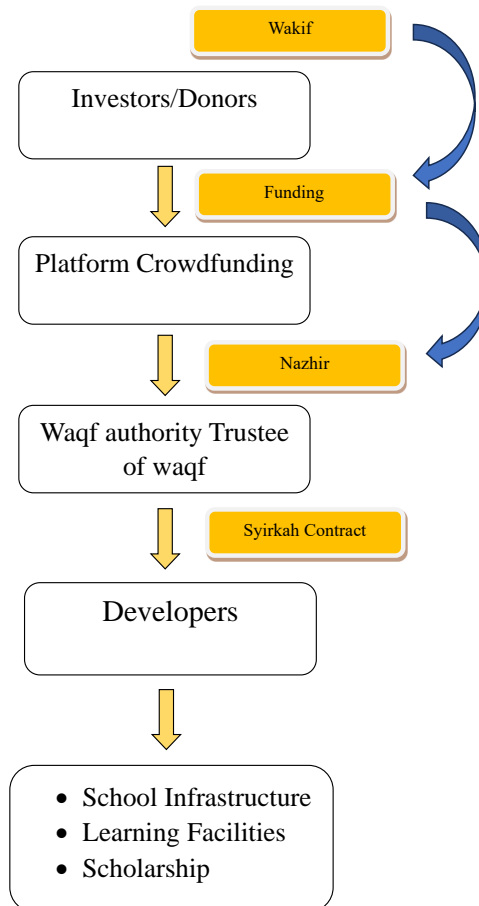 Wakif
Investors/Donors
Funding
Platform Crowdfunding
Nazhir
Waqf authority Trustee
of waqf
Syirkah Contract
Developers
• School Infrastructure
• Learning Facilities
• Scholarship